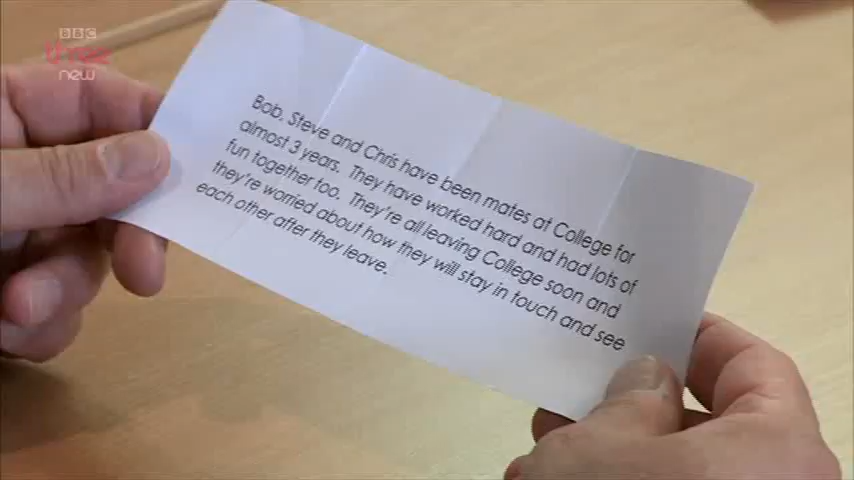 BBC
three
new
Bob, Steve and Chris have been mates at College for
almost 3 years. They have worked hard and had lots of
fun together too. They're all leaving College soon and
they're worried about how they will stay in touch and see
each other after they leave.